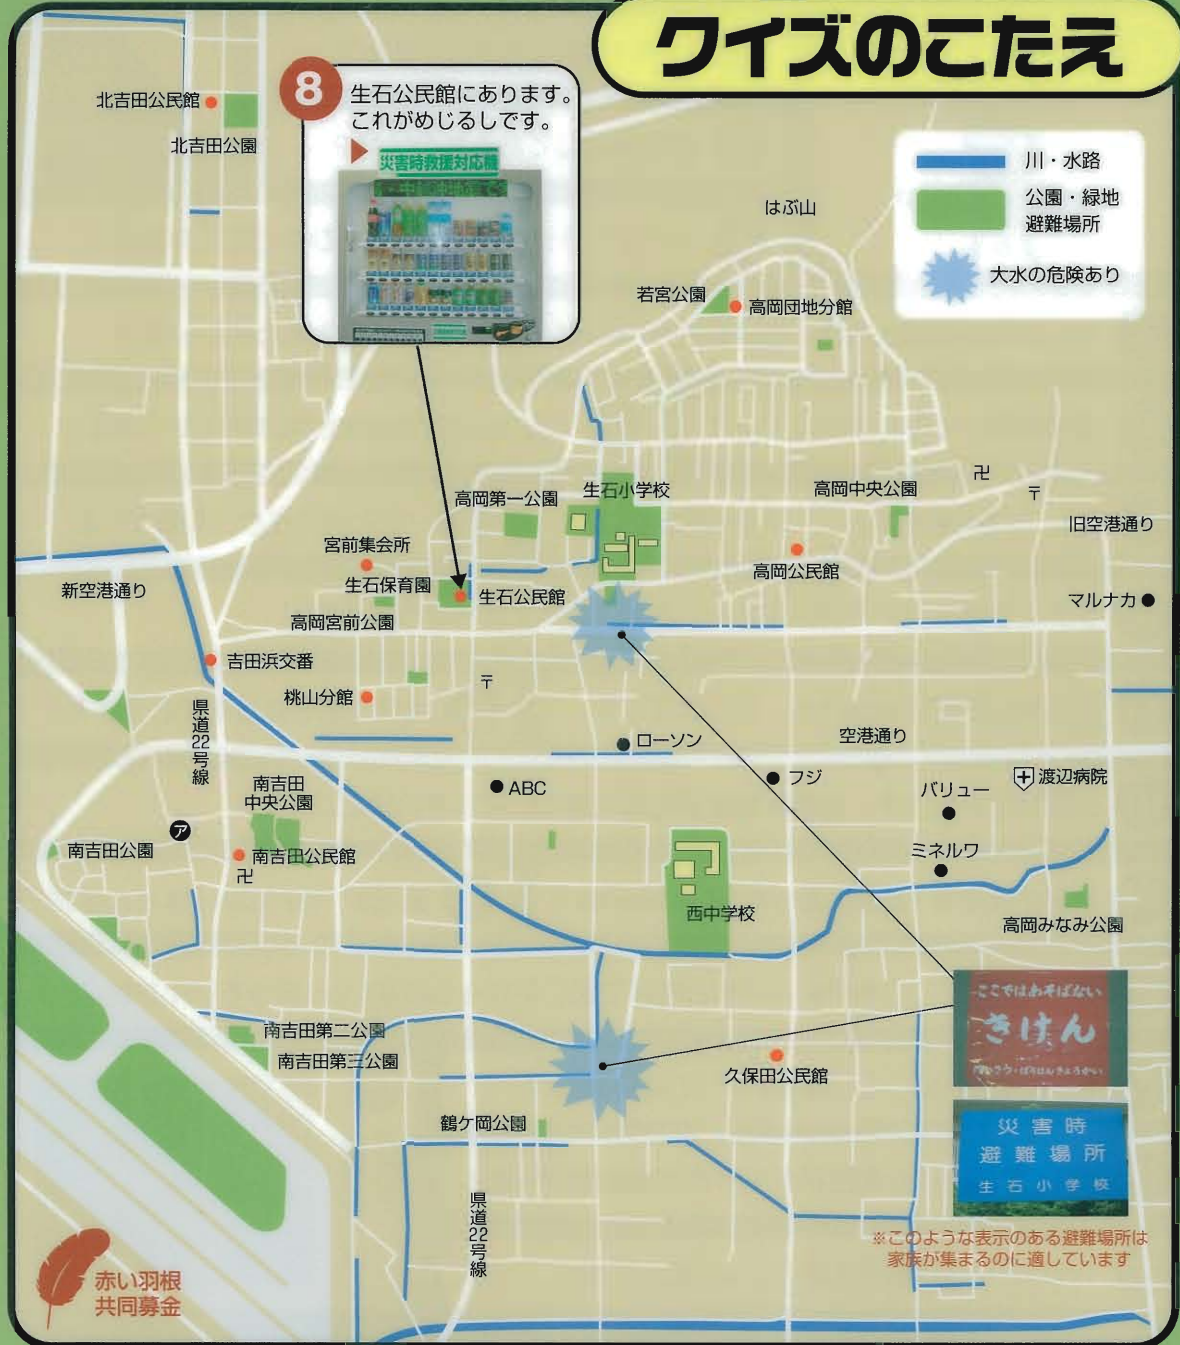 クイズのこたえ
8
生石公民館にあります。
これがめじるしです。
災害時救援対応機
川・水路
公園・緑地
避難場所
大水の危険あり
北吉田公民館
北吉田公園
はぶ山
若宮公園
高岡団地分館
高岡第一公園
生石小学校
高岡中央公園
卍
〒
旧空港通り
宮前集会所
生石保育園
生石公民館
高岡公民館
新空港通り
高岡宮前公園
マルナカ
吉田浜交番
桃山分館
〒
県道22号線
ローソン
空港通り
ABC
フジ
渡辺病院
バリュー
南吉田
中央公園
ア
南吉田公園
南吉田公民館
卍
ミネルワ
西中学校
高岡みなみ公園
ここではあそばない
きけん
南吉田第二公園
南吉田第三公園
久保田公民館
鶴ケ岡公園
災害時
避難場所
生石小学校
県道22号線
※このような表示のある避難場所は
家族が集まるのに適しています
赤い羽根
共同募金